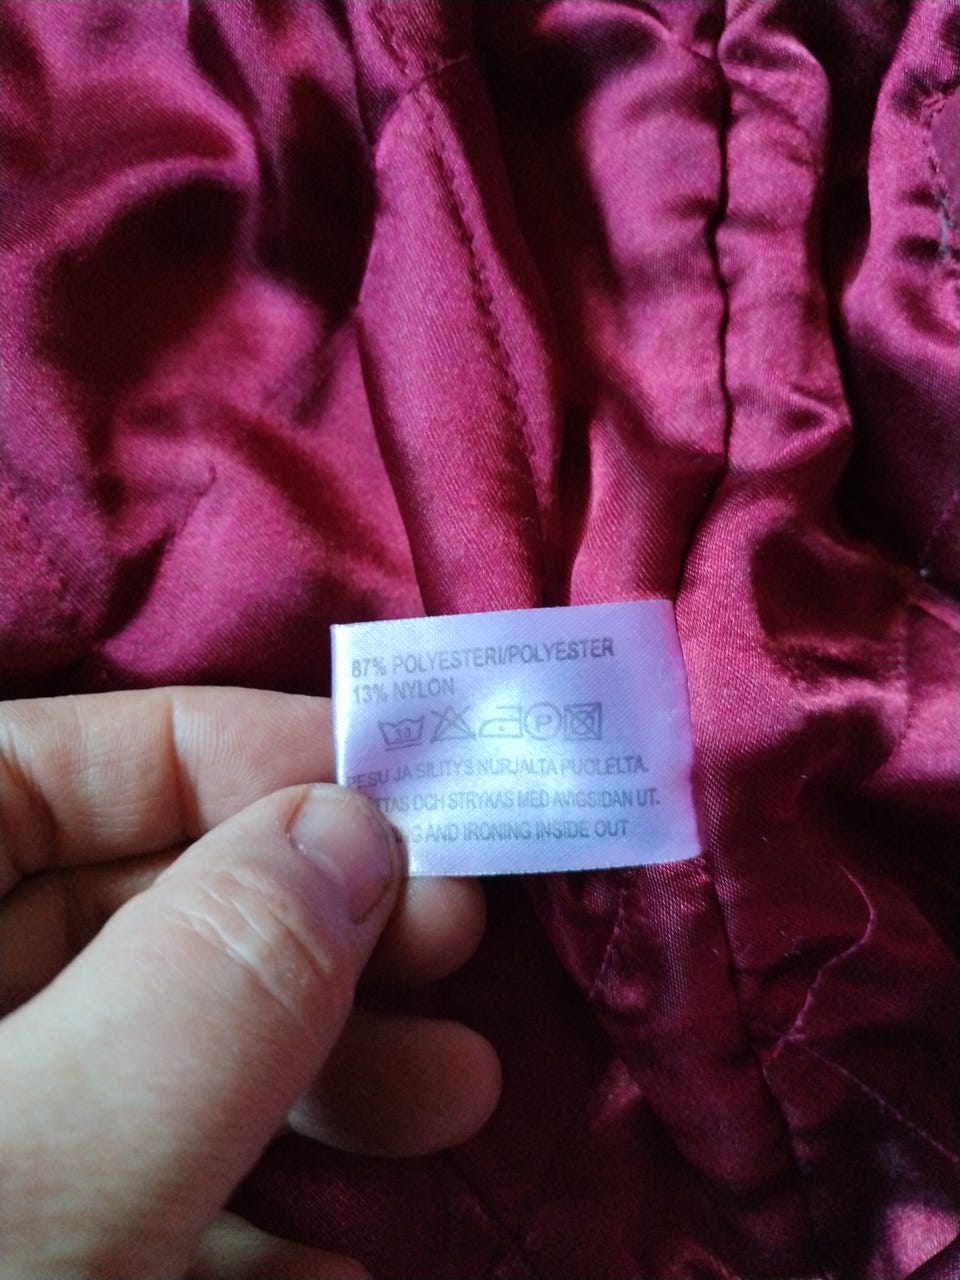 87% POLYESTERI/POLYESTER
13% NYLON
30 P
PESU JA SILITYS NURJALTA PUOLELTA.
OCH STRYKAS MED AVIGSIDAN UT.
AND IRONING INSIDE OUT